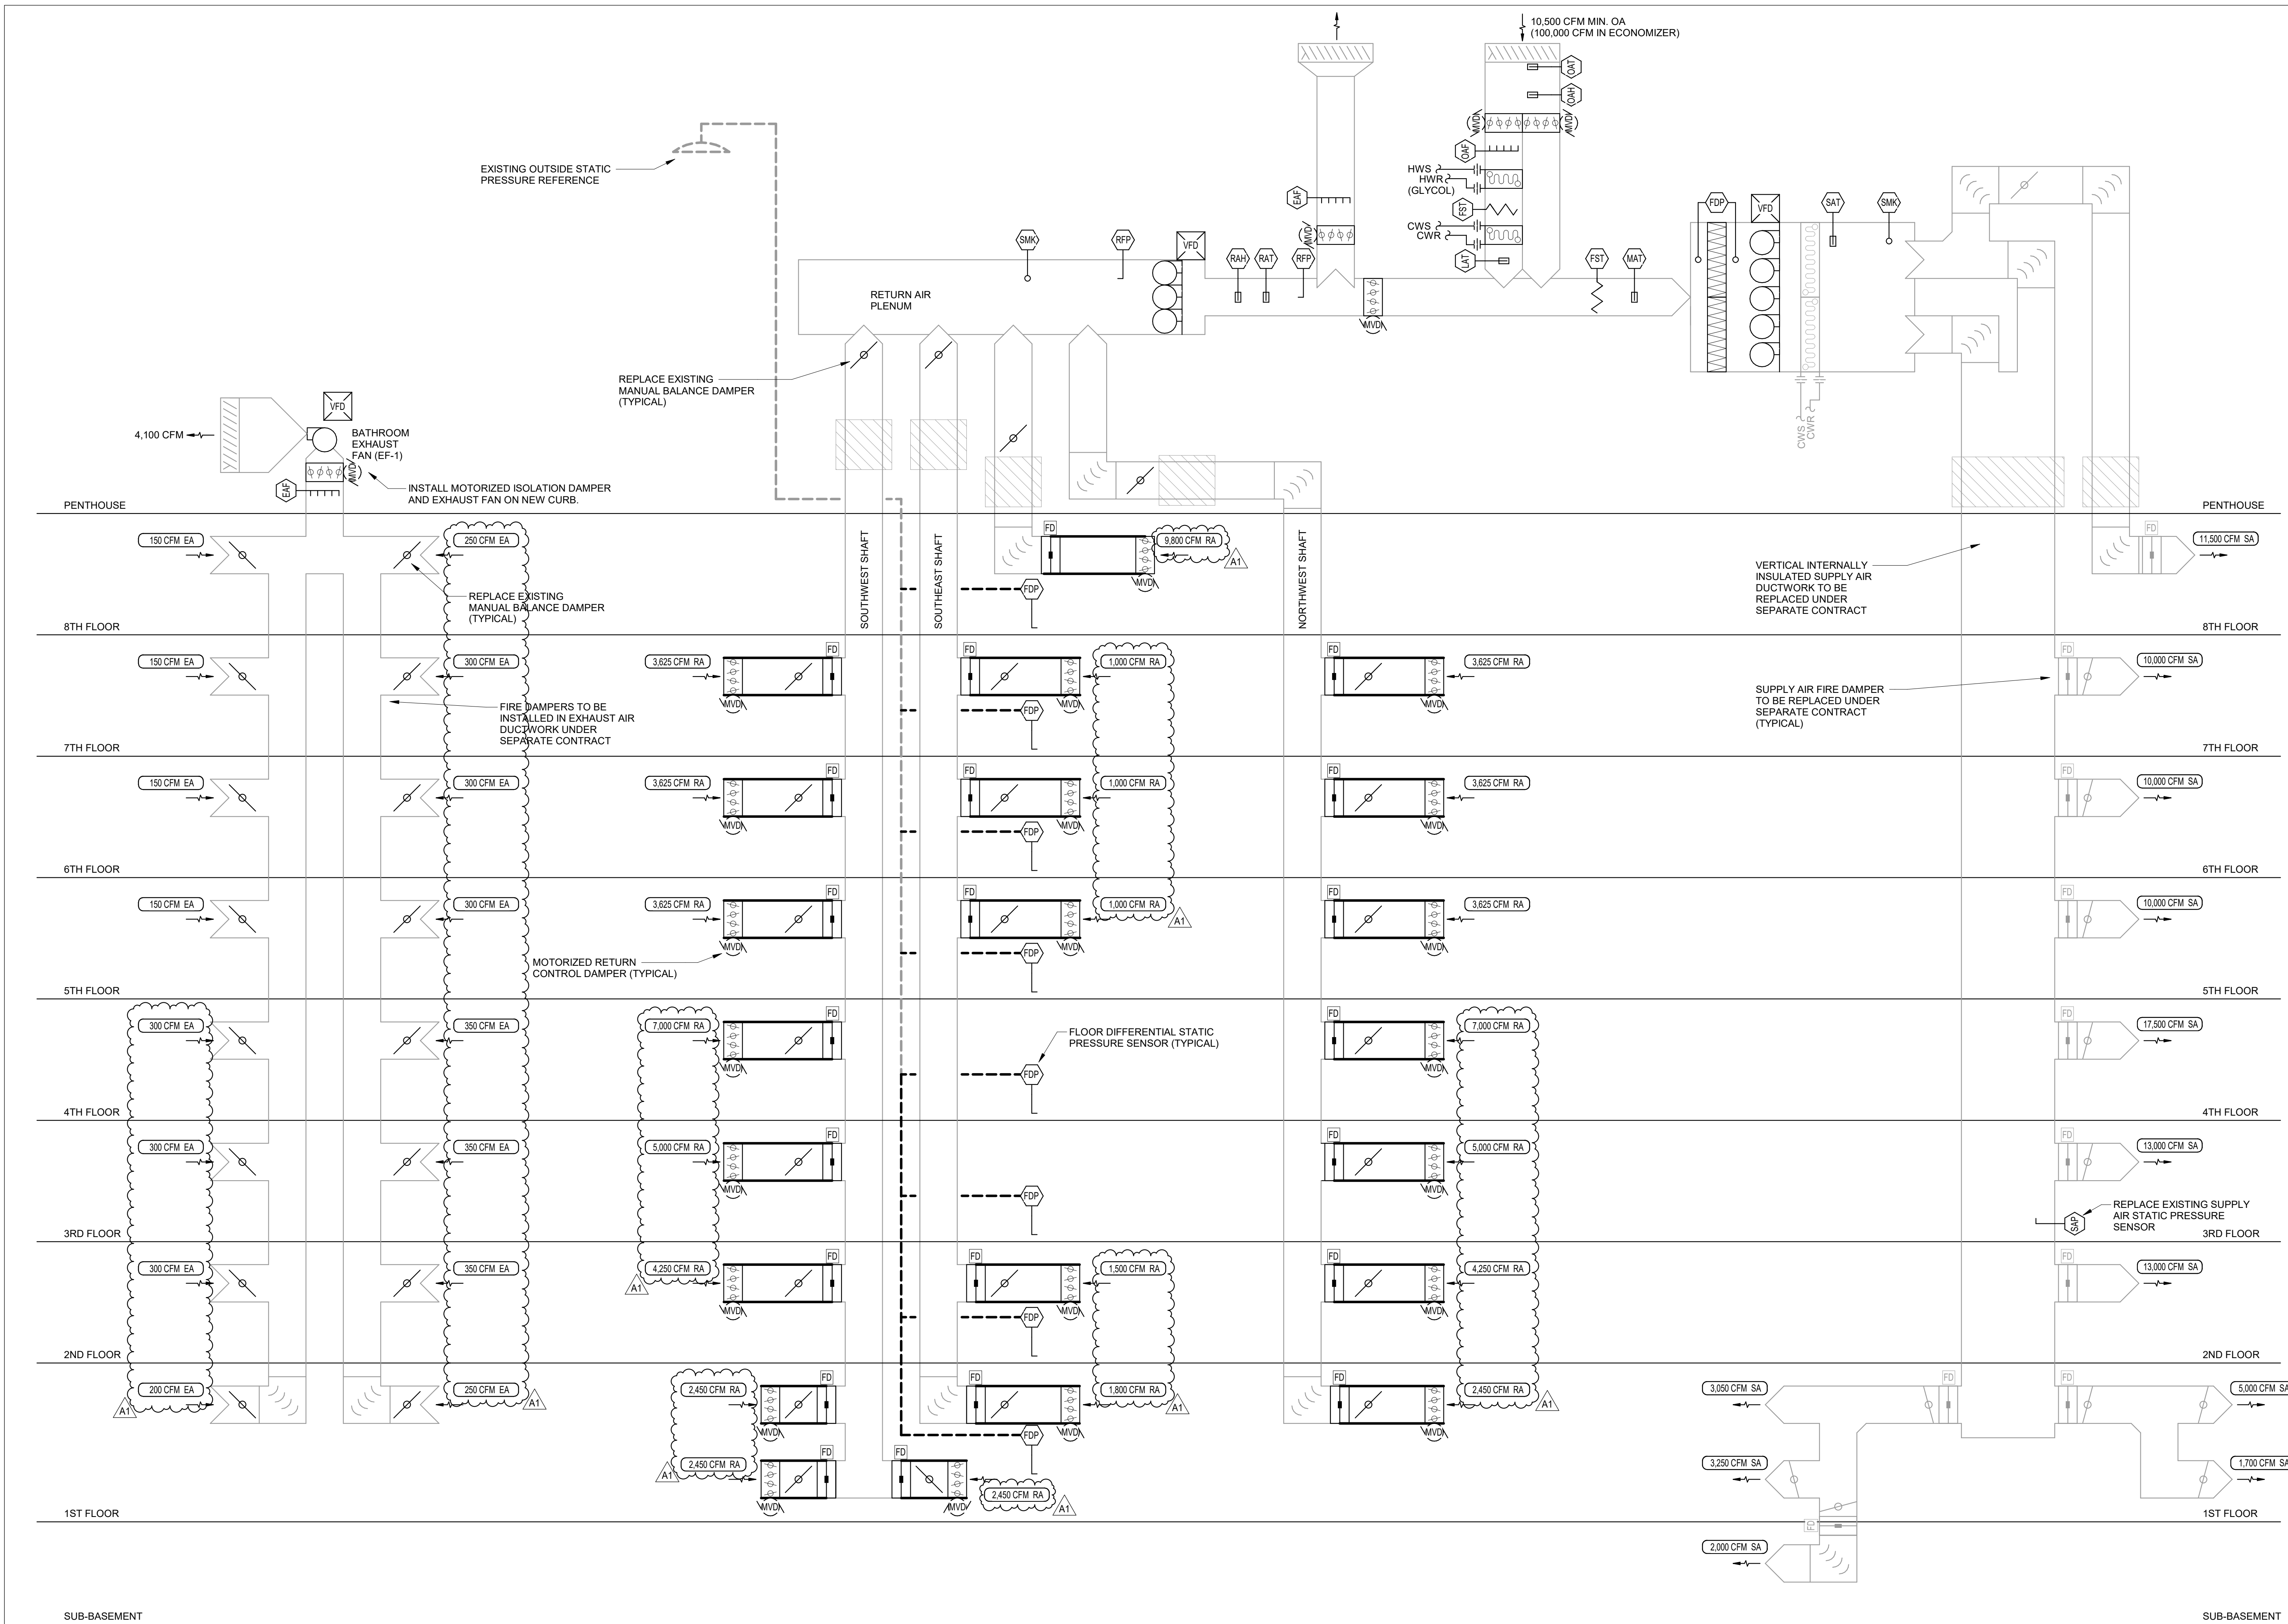 10,500 CFM MIN. OA
(100,000 CFM IN ECONOMIZER)
OAT
OAH
MVD
MVD
OAF
EXISTING OUTSIDE STATIC
PRESSURE REFERENCE
HWS
HWR
(GLYCOL)
EAF
FST
CWS
CWR
MVD
LAT
SMK
RFP
VFD
RAH
RAT
RFP
FST
MAT
FDP
VFD
SAT
SMK
RETURN AIR
PLENUM
MVD
REPLACE EXISTING
MANUAL BALANCE DAMPER
(TYPICAL)
VFD
4,100 CFM
BATHROOM
EXHAUST
FAN (EF-1)
MVD
EAF
INSTALL MOTORIZED ISOLATION DAMPER
AND EXHAUST FAN ON NEW CURB.
CWS
CWR
PENTHOUSE
PENTHOUSE
150 CFM EA
250 CFM EA
SOUTHWEST SHAFT
SOUTHEAST SHAFT
FD
9,800 CFM RA
A1
MVD
FDP
NORTHWEST SHAFT
FD
11,500 CFM SA
REPLACE EXISTING
MANUAL BALANCE DAMPER
(TYPICAL)
VERTICAL INTERNALLY
INSULATED SUPPLY AIR
DUCTWORK TO BE
REPLACED UNDER
SEPARATE CONTRACT
8TH FLOOR
8TH FLOOR
150 CFM EA
300 CFM EA
3,625 CFM RA
FD
MVD
FD
1,000 CFM RA
MVD
FDP
FD
3,625 CFM RA
MVD
FD
10,000 CFM SA
FIRE DAMPERS TO BE
INSTALLED IN EXHAUST AIR
DUCTWORK UNDER
SEPARATE CONTRACT
SUPPLY AIR FIRE DAMPER
TO BE REPLACED UNDER
SEPARATE CONTRACT
(TYPICAL)
7TH FLOOR
7TH FLOOR
150 CFM EA
300 CFM EA
3,625 CFM RA
FD
MVD
FD
1,000 CFM RA
MVD
FDP
FD
3,625 CFM RA
MVD
FD
10,000 CFM SA
6TH FLOOR
6TH FLOOR
150 CFM EA
300 CFM EA
3,625 CFM RA
FD
MVD
FD
1,000 CFM RA
A1
MVD
FDP
FD
3,625 CFM RA
MVD
FD
10,000 CFM SA
MOTORIZED RETURN
CONTROL DAMPER (TYPICAL)
5TH FLOOR
5TH FLOOR
300 CFM EA
350 CFM EA
7,000 CFM RA
FD
MVD
FLOOR DIFFERENTIAL STATIC
PRESSURE SENSOR (TYPICAL)
FDP
FD
7,000 CFM RA
MVD
FD
17,500 CFM SA
4TH FLOOR
4TH FLOOR
300 CFM EA
350 CFM EA
5,000 CFM RA
FD
MVD
FDP
FD
5,000 CFM RA
MVD
FD
13,000 CFM SA
SAP
REPLACE EXISTING SUPPLY
AIR STATIC PRESSURE
SENSOR
3RD FLOOR
3RD FLOOR
300 CFM EA
350 CFM EA
4,250 CFM RA
A1
FD
MVD
FD
1,500 CFM RA
MVD
FDP
FD
4,250 CFM RA
MVD
FD
13,000 CFM SA
2ND FLOOR
2ND FLOOR
200 CFM EA
A1
250 CFM EA
A1
2,450 CFM RA
FD
MVD
FD
1,800 CFM RA
A1
MVD
FDP
FD
2,450 CFM RA
A1
MVD
3,050 CFM SA
FD
FD
5,000 CFM SA
2,450 CFM RA
A1
FD
MVD
FD
MVD
2,450 CFM RA
A1
3,250 CFM SA
1,700 CFM SA
1ST FLOOR
1ST FLOOR
FD
2,000 CFM SA
SUB-BASEMENT
SUB-BASEMENT